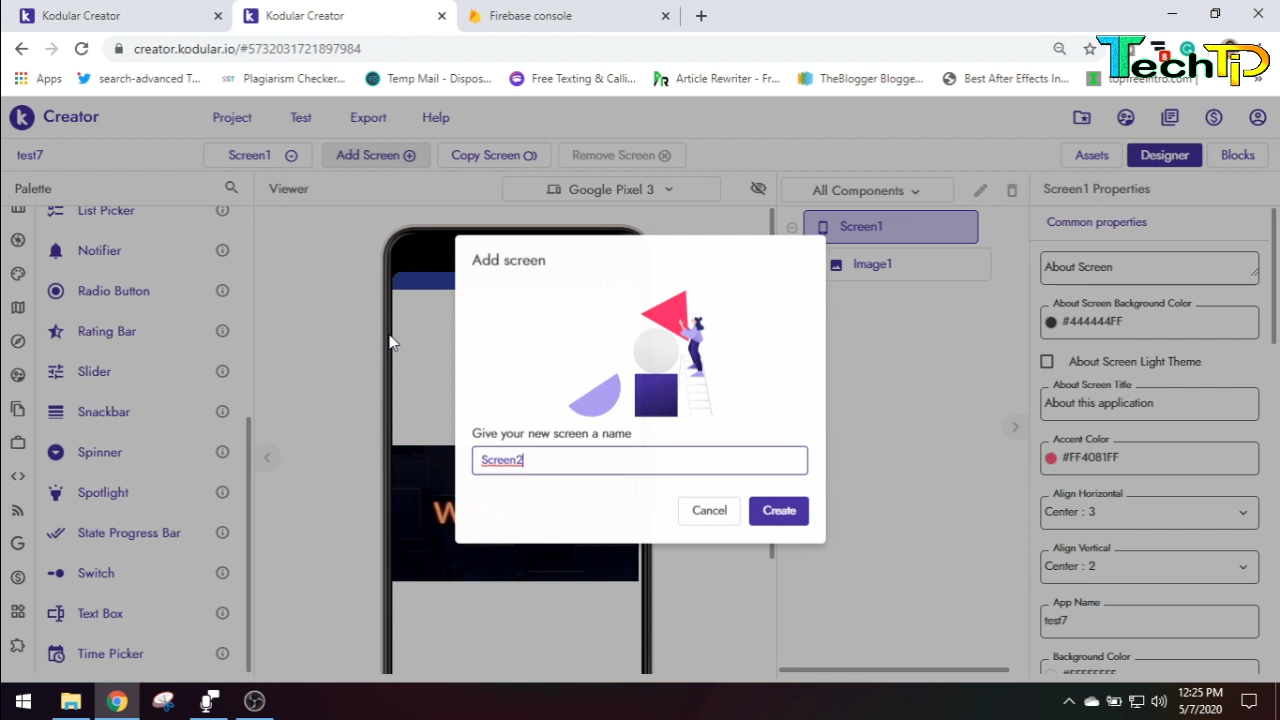 Kodular Creator
Kodular Creator
Firebase console
creator.kodular.io/#5732031721897984
TechTip
Apps
search-advanced T...
SST
Plagiarism Checker...
Temp Mail - Dispos...
Free Texting & Calli...
Article Rewriter - Fr...
TheBlogger Blogge...
Best After Effects In...
topfreeintro.com
Creator
Project
Test
Export
Help
test7
Screen1
Add Screen
Copy Screen
Remove Screen
Assets
Designer
Blocks
Palette
Viewer
Google Pixel 3
All Components
Screen1 Properties
List Picker
Notifier
Radio Button
Rating Bar
Slider
Snackbar
Spinner
Spotlight
State Progress Bar
Switch
Text Box
Time Picker
Add screen
Give your new screen a name
Screen2
Cancel
Create
welcome
Screen1
Image1
Common properties
About Screen
About Screen Background Color
#444444FF
About Screen Light Theme
About Screen Title
About this application
Accent Color
#FF4081FF
Align Horizontal
Center : 3
Align Vertical
Center : 2
App Name
test7
Background Color
#FFFFFFFF
12:25 PM
5/7/2020